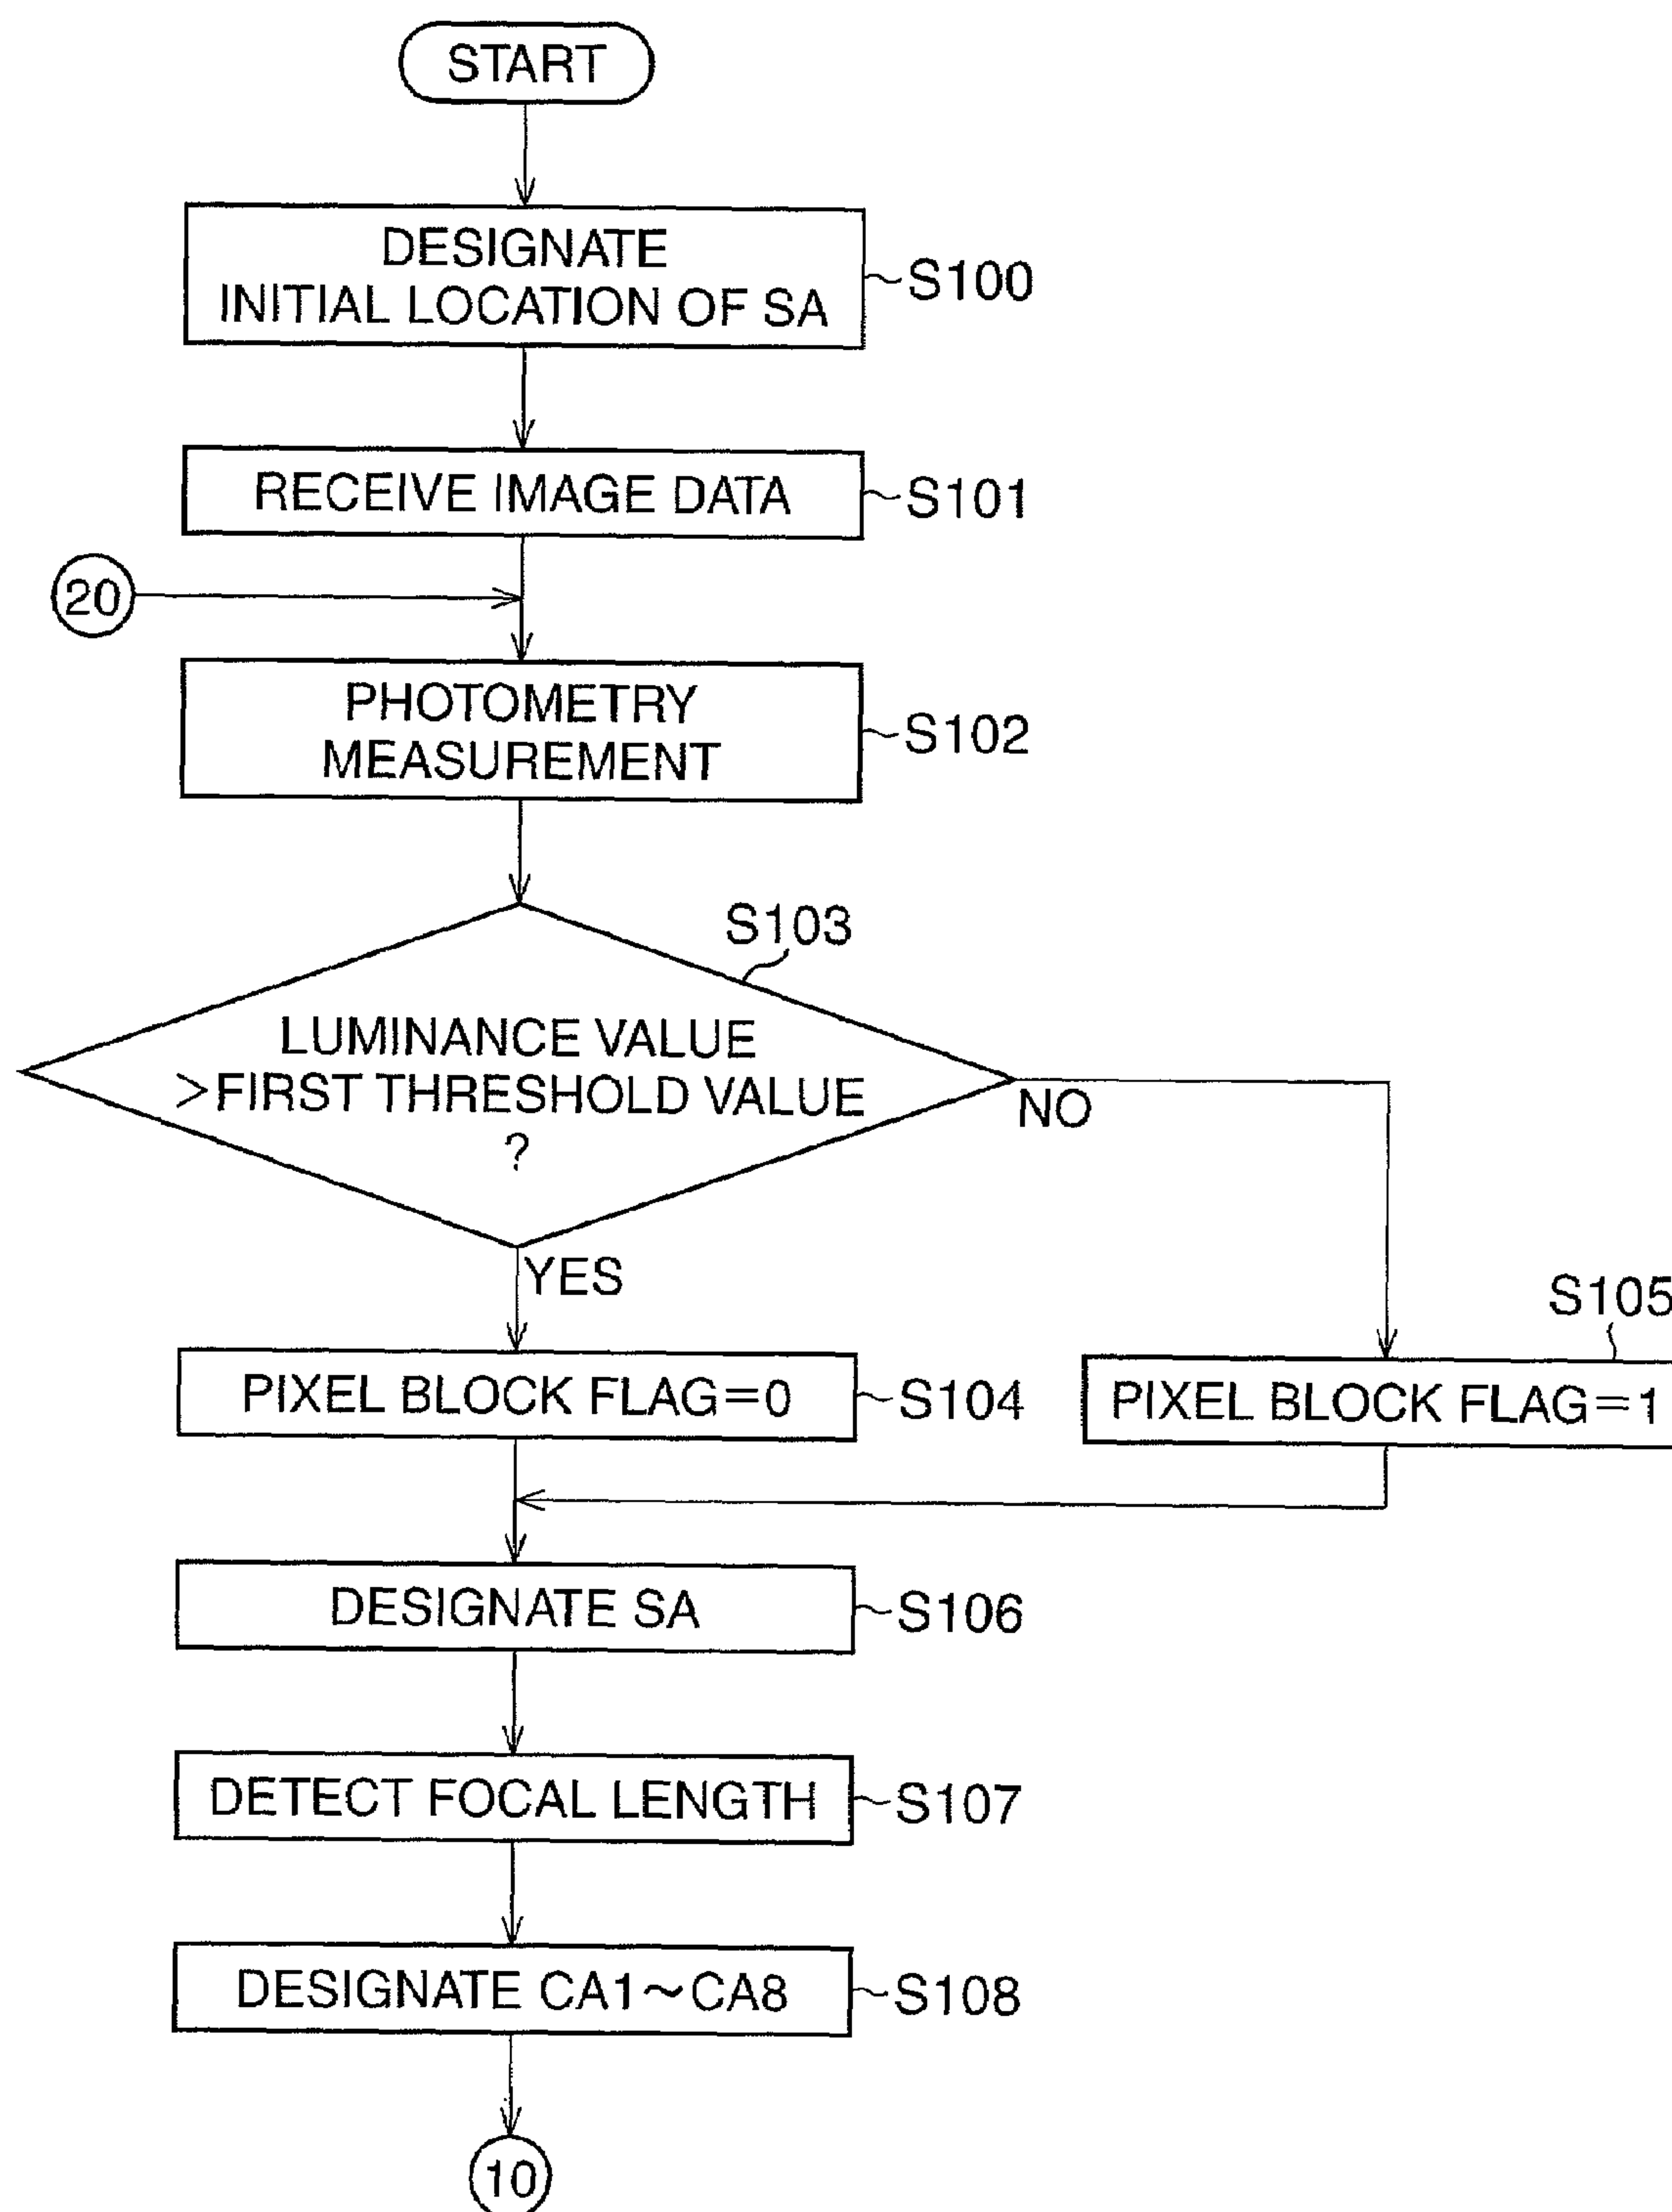 START
DESIGNATE
INITIAL LOCATION OF SA
S100
RECEIVE IMAGE DATA
S101
20
PHOTOMETRY
MEASUREMENT
S102
S103
LUMINANCE VALUE
>FIRST THRESHOLD VALUE
?
NO
YES
S105
PIXEL BLOCK FLAG=0
S104
PIXEL BLOCK FLAG=1
DESIGNATE SA
S106
DETECT FOCAL LENGTH
S107
DESIGNATE CA1~CA8
S108
10